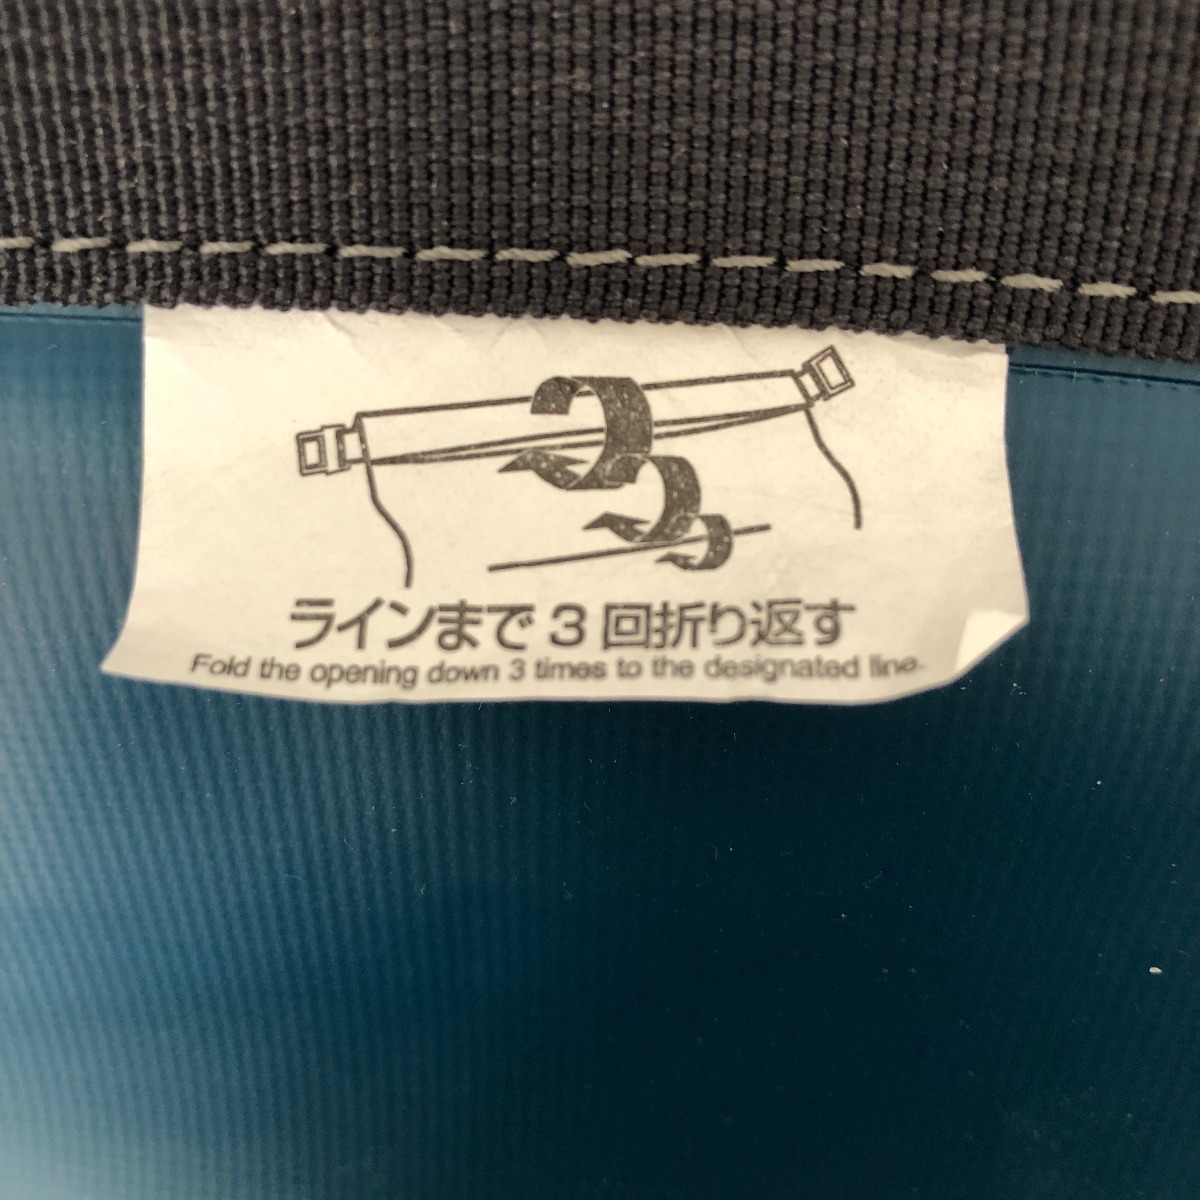 ラインまで3回折り返す
Fold the opening down 3 times to the designated line.